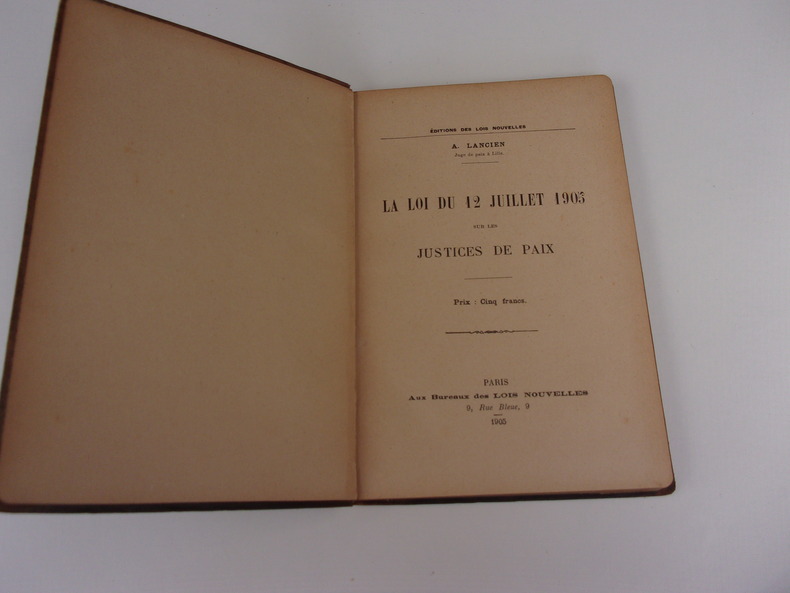 ÉDITIONS DES LOIS NOUVELLES
A. LANCIEN
Juge de paix à Lille.
LA LOI DU 12 JUILLET 1905
SUR LES
JUSTICES DE PAIX
Prix : Cinq francs.
PARIS
Aux Bureaux des LOIS NOUVELLES
9, Rue Bleue, 9
1905